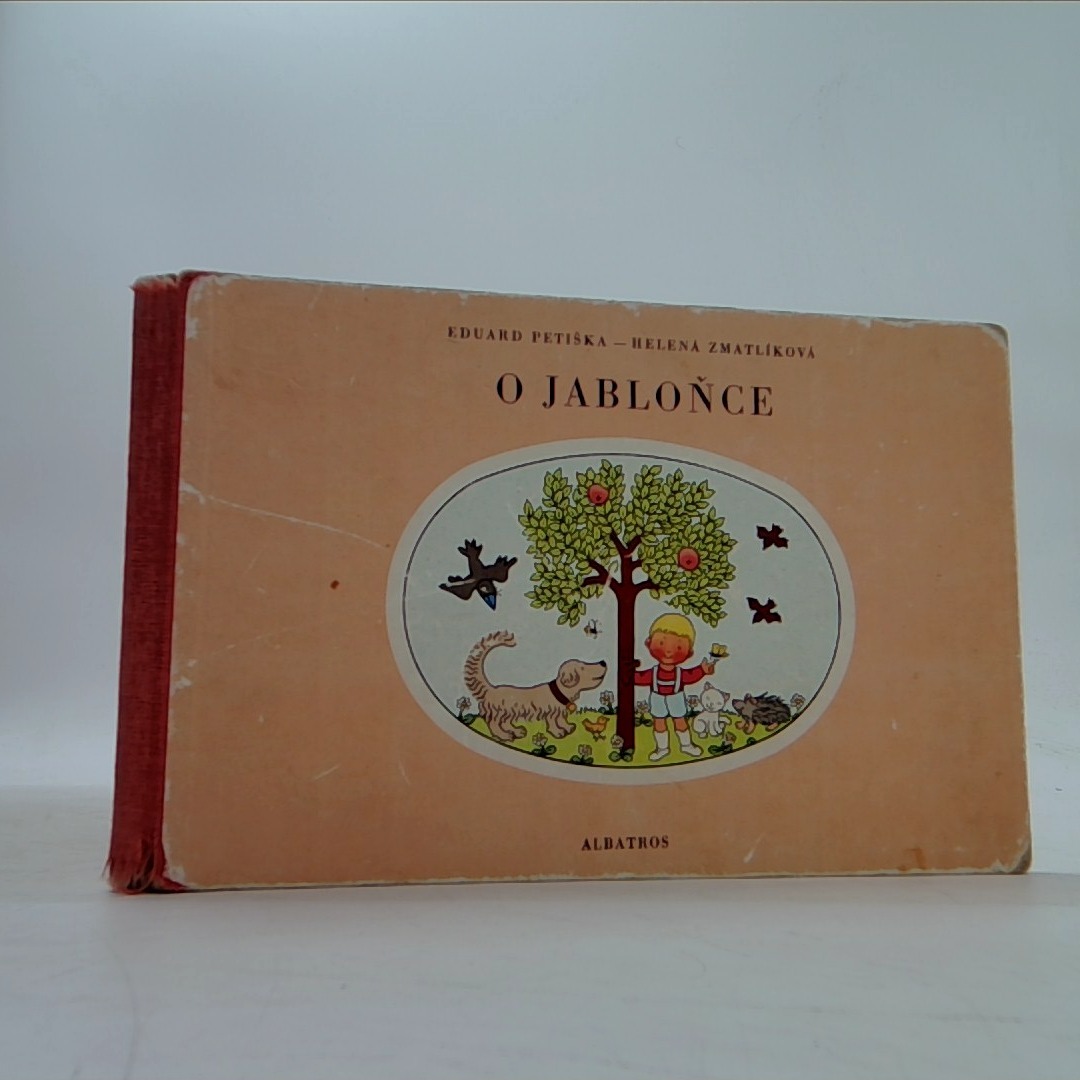 EDUARD PETIŠKA – HELENA ZMATLÍKOVÁ
O JABLOŇCE
ALBATROS